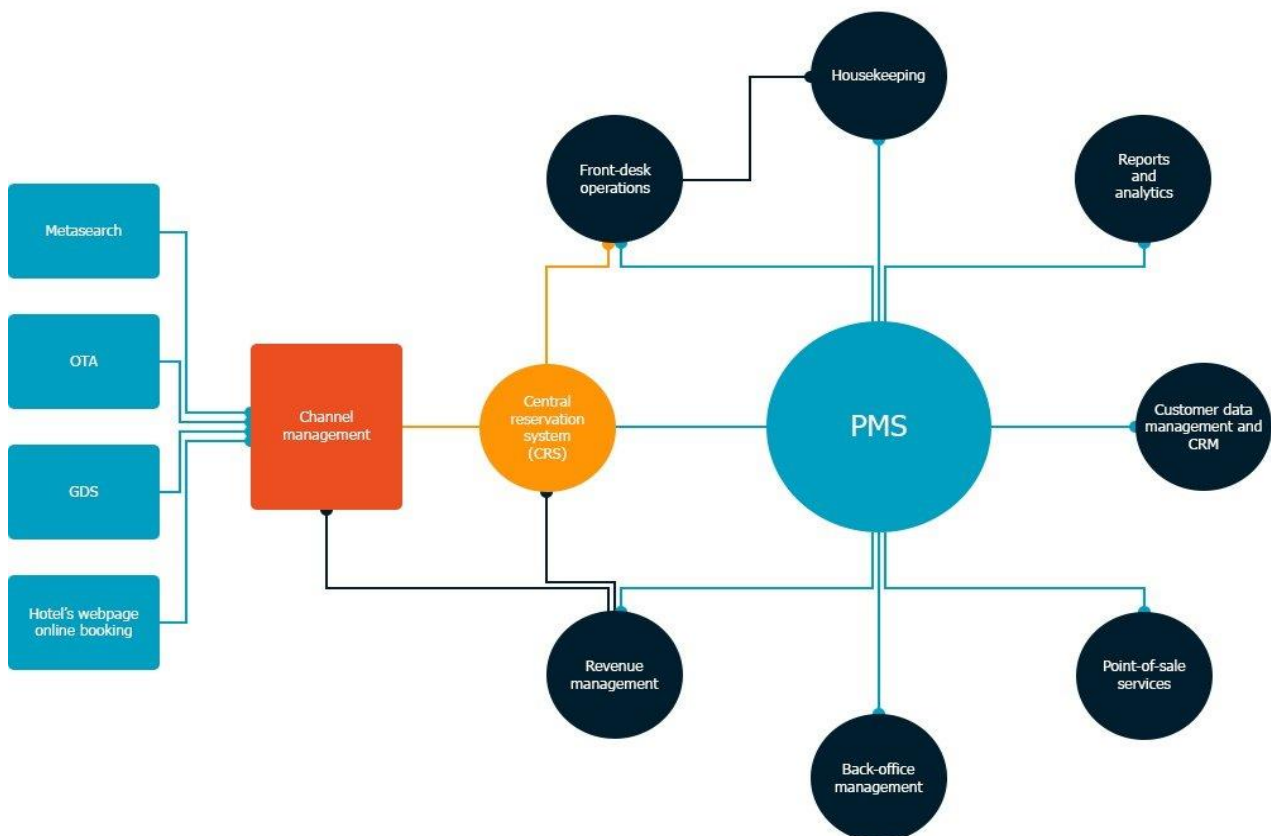 Housekeeping
Front-desk
operations
Reports
and
analytics
Metasearch
OTA
GDS
Hotel's webpage
online booking
Channel
management
Central
reservation
system
(CRS)
PMS
Customer data
management and
CRM
Revenue
management
Point-of-sale
services
Back-office
management